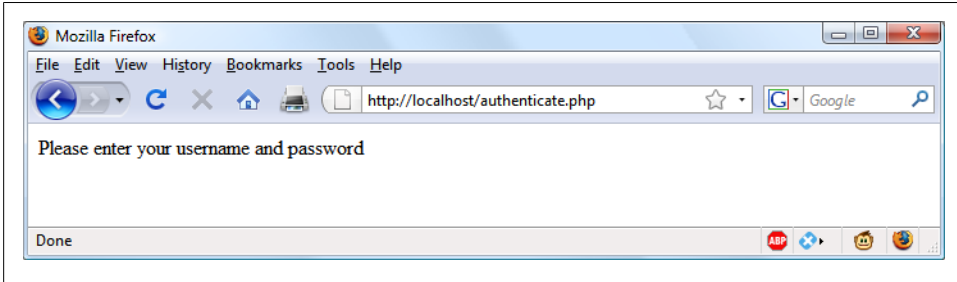 Mozilla Firefox
File Edit View History Bookmarks Tools Help
http://localhost/authenticate.php G Google
Please enter your username and password
Done ABP